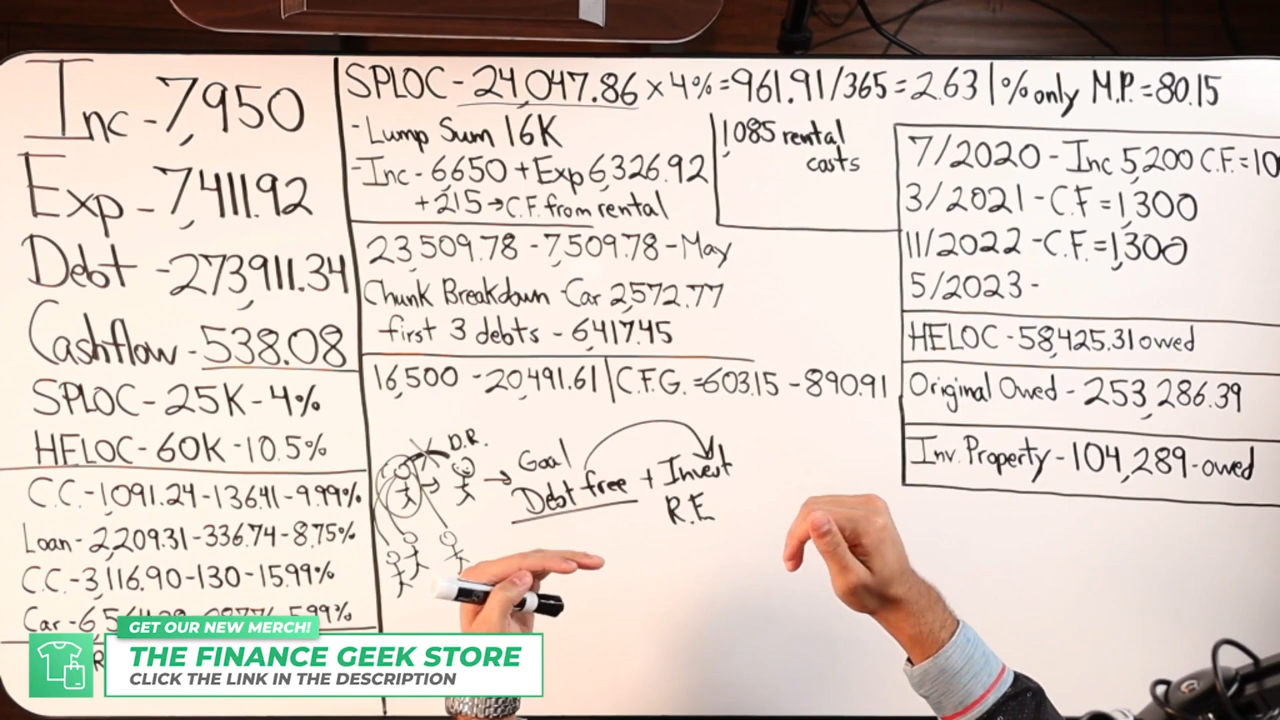 Inc - 7,950
Exp - 7,411.92
Debt - 273,911.34
Cashflow - 538.08
SPLOC - 25K - 4%
HELOC - 60K - 10.5%
C.C. - 1091.24 - 136.41 - 9.99%
Loan - 2,209.31 - 336.74 - 8.75%
C.C. - 3,116.90 - 130 - 15.99%
Car - 6,5
5.99%
SPLOC - 24,047.86 x 4% = 961.91/365 = 2.63 | % only M.P. = 80.15
- Lump Sum 16K
- Inc - 6650 + Exp 6,326.92
+ 215 → C.F. from rental
1,085 rental
costs
23,509.78 - 7,509.78 - May
Chunk Breakdown - Car 2,572.77
first 3 debts - 6,417.45
16,500 - 20,491.61 | C.F.G. = 603.15 - 890.91
D.R.
Goal
Debt free + Invest
R.E
7/2020 - Inc 5,200 C.F. = 10
3/2021 - C.F = 1,300
11/2022 - C.F. = 1,300
5/2023 -
HELOC - 58,425.31 owed
Original Owed - 253,286.39
Inv. Property - 104,289 - owed
GET OUR NEW MERCH!
THE FINANCE GEEK STORE
CLICK THE LINK IN THE DESCRIPTION